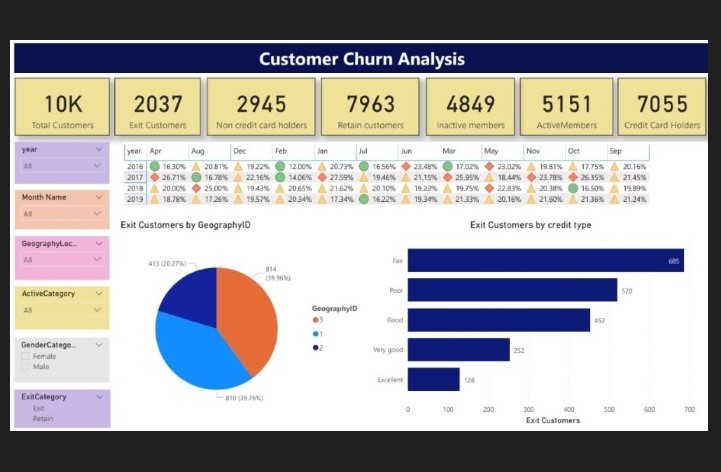 Customer Churn Analysis
10K
Total Customers
2037
Exit Customers
2945
Non credit card holders
7963
Retain customers
4849
Inactive members
5151
ActiveMembers
7055
Credit Card Holders
year
All
Month Name
All
GeographyLoc...
All
ActiveCategory
All
GenderCatego...
Female
Male
ExitCategory
Exit
Retain
year Apr Aug Dec Feb Jan Jul Jun Mar May Nov Oct Sep
2016 16.30% 20.81% 19.22% 12.00% 20.73% 16.56% 23.48% 17.02% 23.02% 19.81% 17.75% 20.16%
2017 26.71% 16.78% 22.16% 14.06% 27.59% 19.46% 21.15% 25.95% 18.44% 23.78% 26.35% 21.45%
2018 20.00% 25.00% 19.43% 20.65% 21.62% 20.10% 19.23% 19.75% 22.83% 20.38% 16.50% 19.89%
2019 18.78% 17.26% 19.57% 20.34% 17.34% 16.22% 19.34% 21.33% 20.16% 21.60% 21.36% 21.24%
Exit Customers by GeographyID
413 (20.27%)
814
(39.96%)
810 (39.76%)
GeographyID
3
1
2
Exit Customers by credit type
Fair 685
Poor 520
Good 452
Very good 252
Excellent 128
0 100 200 300 400 500 600 700
Exit Customers